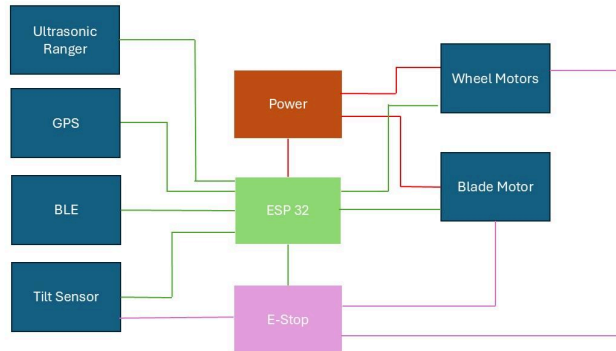 Ultrasonic
Ranger
GPS
BLE
Tilt Sensor
Power
ESP 32
E-Stop
Wheel Motors
Blade Motor